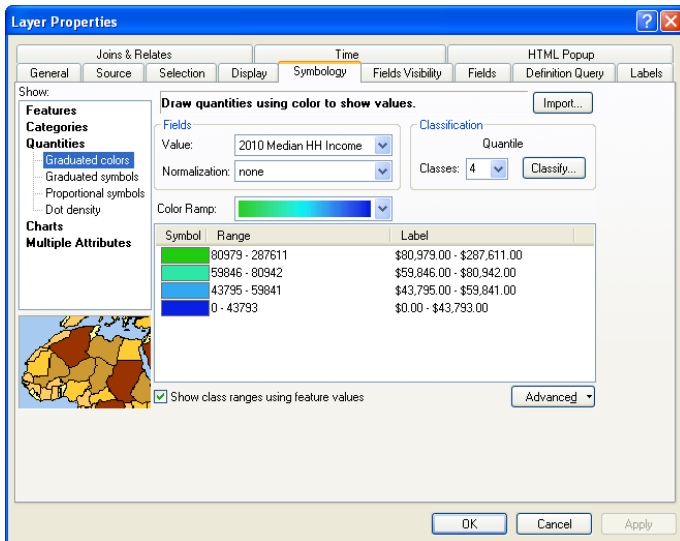 Layer Properties
Joins & Relates Time HTML Popup
General Source Selection Display Symbology Fields Visibility Fields Definition Query Labels
Show:
Features
Categories
Quantities
Graduated colors
Graduated symbols
Proportional symbols
Dot density
Charts
Multiple Attributes
Draw quantities using color to show values.
Import...
Fields
Value: 2010 Median HH Income
Normalization: none
Classification
Quantile
Classes: 4 Classify...
Color Ramp:
Symbol Range Label
80979 - 287611 $80,979.00 - $287,611.00
59846 - 80942 $59,846.00 - $80,942.00
43795 - 59841 $43,795.00 - $59,841.00
0 - 43793 $0.00 - $43,793.00
Show class ranges using feature values
Advanced
OK Cancel Apply